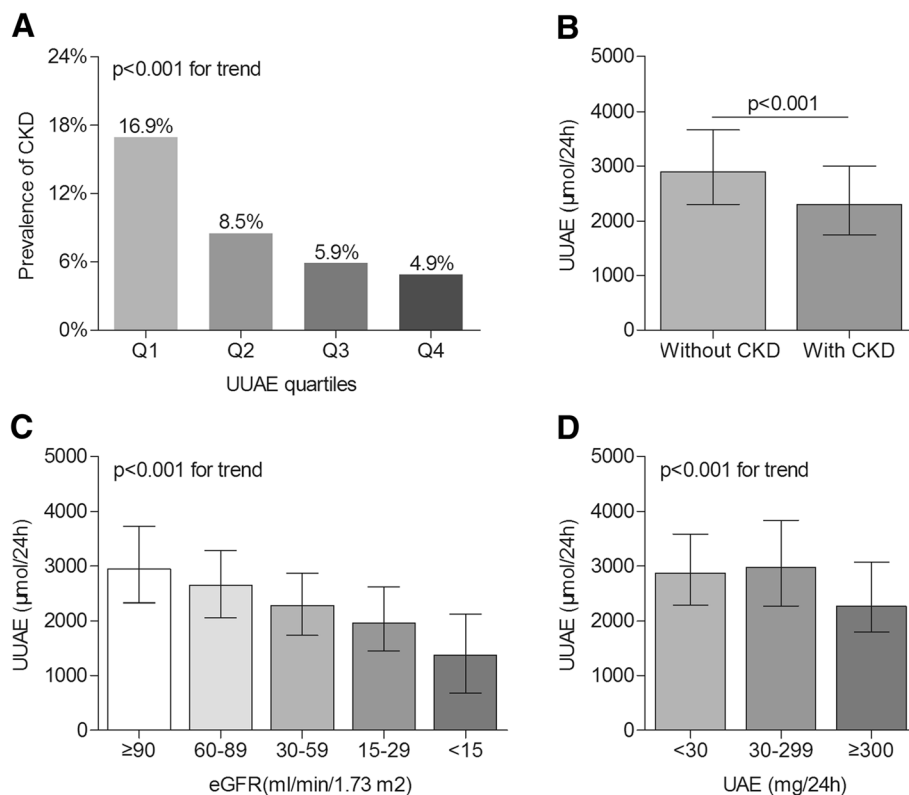 A
24%
18%
12%
6%
0%
Prevalence of CKD
p<0.001 for trend
16.9%
8.5%
5.9%
4.9%
Q1 Q2 Q3 Q4
UUAE quartiles
B
5000
4000
3000
2000
1000
0
UUAE (µmol/24h)
p<0.001
Without CKD With CKD
C
5000
4000
3000
2000
1000
0
UUAE (µmol/24h)
p<0.001 for trend
≥90 60-89 30-59 15-29 <15
eGFR(ml/min/1.73 m2)
D
5000
4000
3000
2000
1000
0
UUAE (µmol/24h)
p<0.001 for trend
<30 30-299 ≥300
UAE (mg/24h)